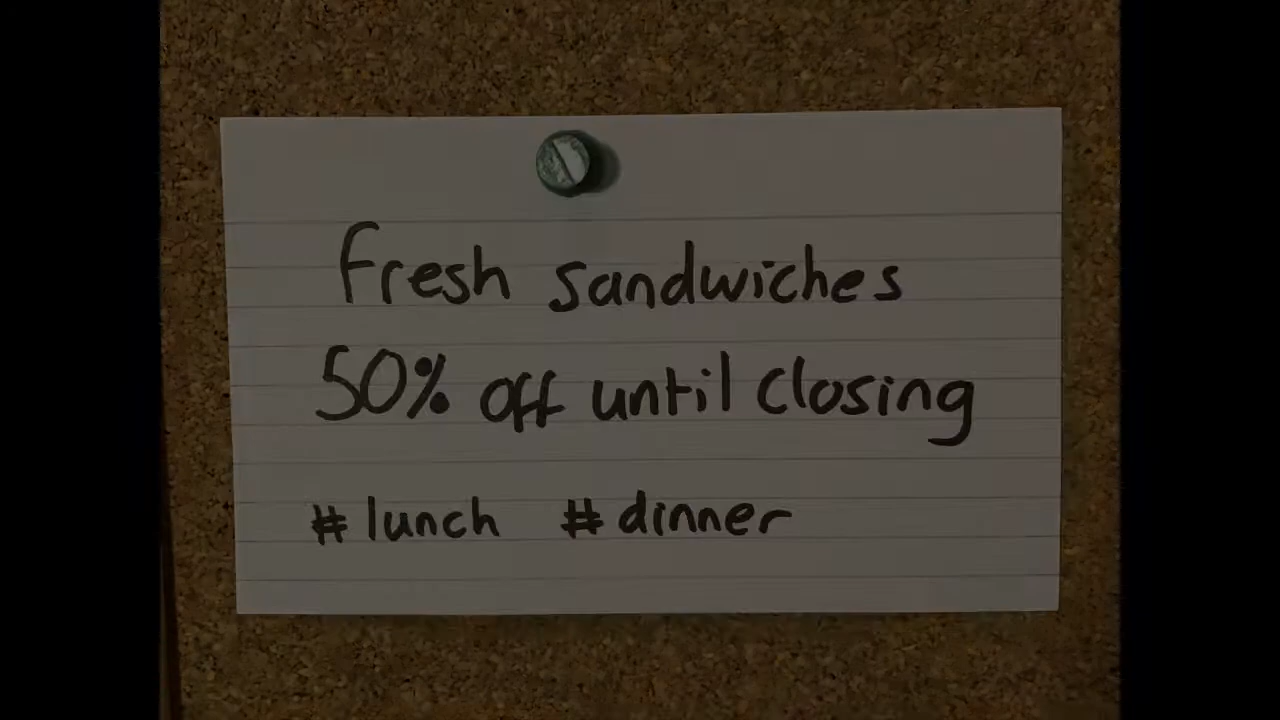 Fresh sandwiches
50% off until closing
# lunch # dinner